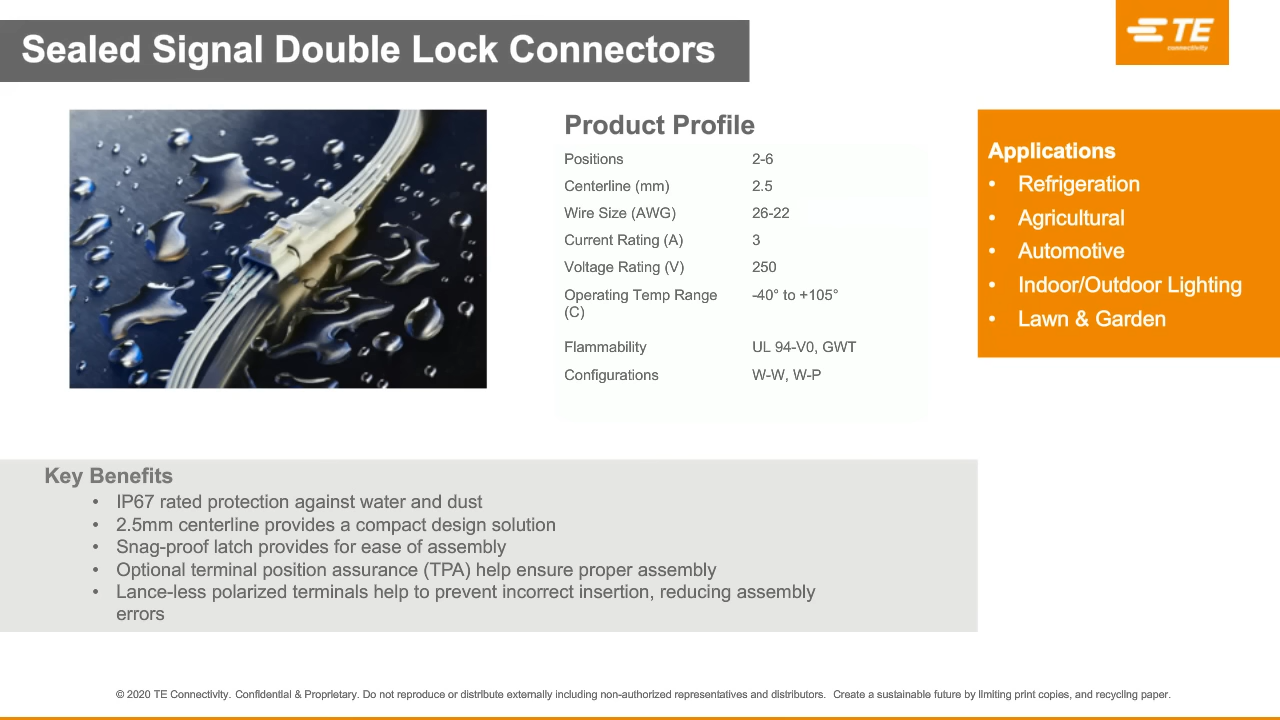 Sealed Signal Double Lock Connectors
TE
connectivity
Product Profile
Positions 2-6
Centerline (mm) 2.5
Wire Size (AWG) 26-22
Current Rating (A) 3
Voltage Rating (V) 250
Operating Temp Range -40° to +105°
(C)
Flammability UL 94-V0, GWT
Configurations W-W, W-P
Applications
• Refrigeration
• Agricultural
• Automotive
• Indoor/Outdoor Lighting
• Lawn & Garden
Key Benefits
• IP67 rated protection against water and dust
• 2.5mm centerline provides a compact design solution
• Snag-proof latch provides for ease of assembly
• Optional terminal position assurance (TPA) help ensure proper assembly
• Lance-less polarized terminals help to prevent incorrect insertion, reducing assembly
errors
© 2020 TE Connectivity. Confidential & Proprietary. Do not reproduce or distribute externally including non-authorized representatives and distributors. Create a sustainable future by limiting print copies, and recycling paper.